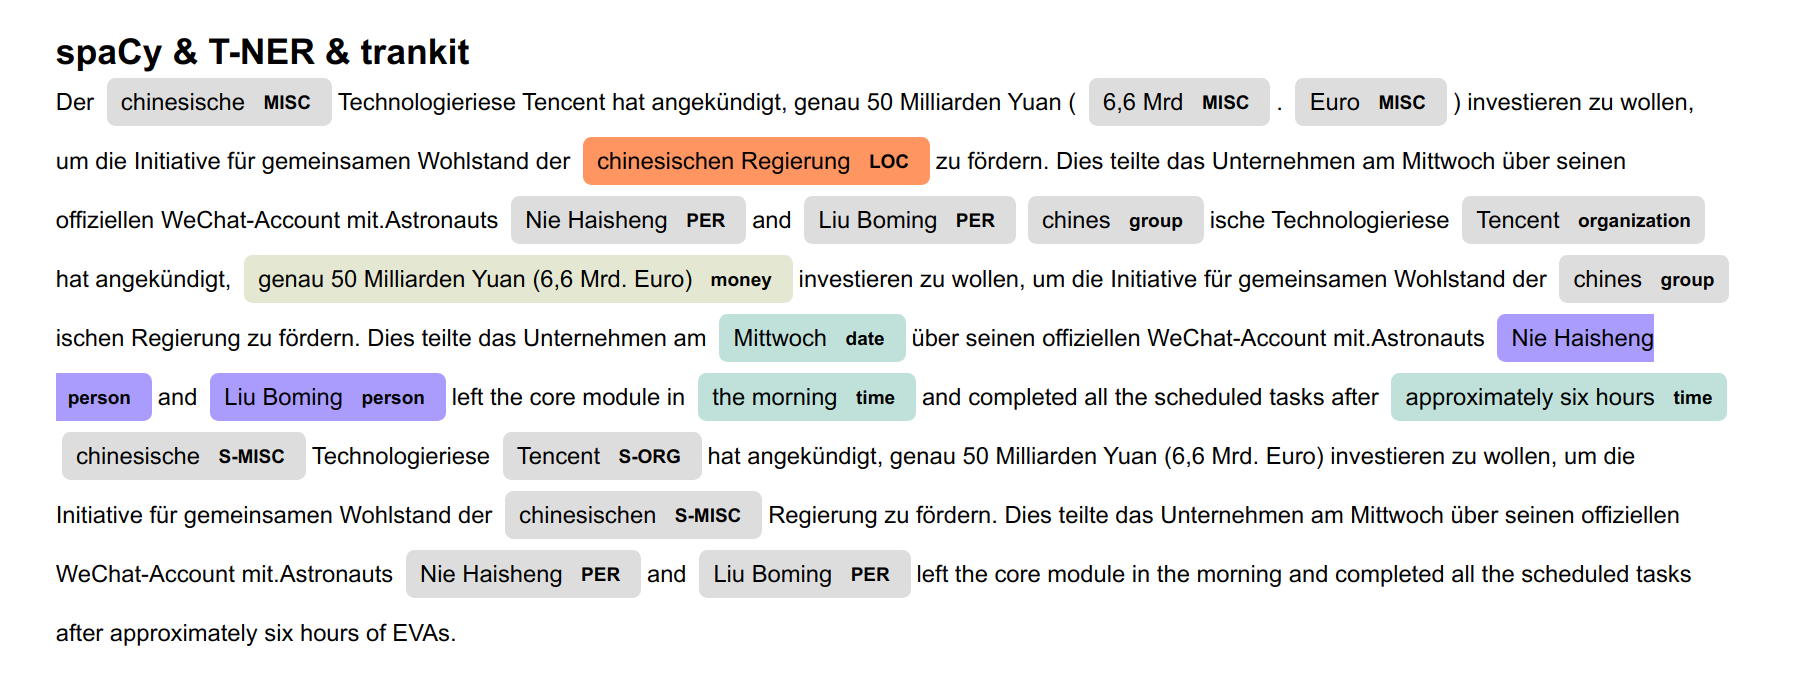 spaCy & T-NER & trankit
Der chinesische MISC Technologieriese Tencent hat angekündigt, genau 50 Milliarden Yuan ( 6,6 Mrd MISC . Euro MISC ) investieren zu wollen,
um die Initiative für gemeinsamen Wohlstand der chinesischen Regierung LOC zu fördern. Dies teilte das Unternehmen am Mittwoch über seinen
offiziellen WeChat-Account mit.Astronauts Nie Haisheng PER and Liu Boming PER chines group ische Technologieriese Tencent organization
hat angekündigt, genau 50 Milliarden Yuan (6,6 Mrd. Euro) money investieren zu wollen, um die Initiative für gemeinsamen Wohlstand der chines group
ischen Regierung zu fördern. Dies teilte das Unternehmen am Mittwoch date über seinen offiziellen WeChat-Account mit.Astronauts Nie Haisheng
person and Liu Boming person left the core module in the morning time and completed all the scheduled tasks after approximately six hours time
chinesische S-MISC Technologieriese Tencent S-ORG hat angekündigt, genau 50 Milliarden Yuan (6,6 Mrd. Euro) investieren zu wollen, um die
Initiative für gemeinsamen Wohlstand der chinesischen S-MISC Regierung zu fördern. Dies teilte das Unternehmen am Mittwoch über seinen offiziellen
WeChat-Account mit.Astronauts Nie Haisheng PER and Liu Boming PER left the core module in the morning and completed all the scheduled tasks
after approximately six hours of EVAs.